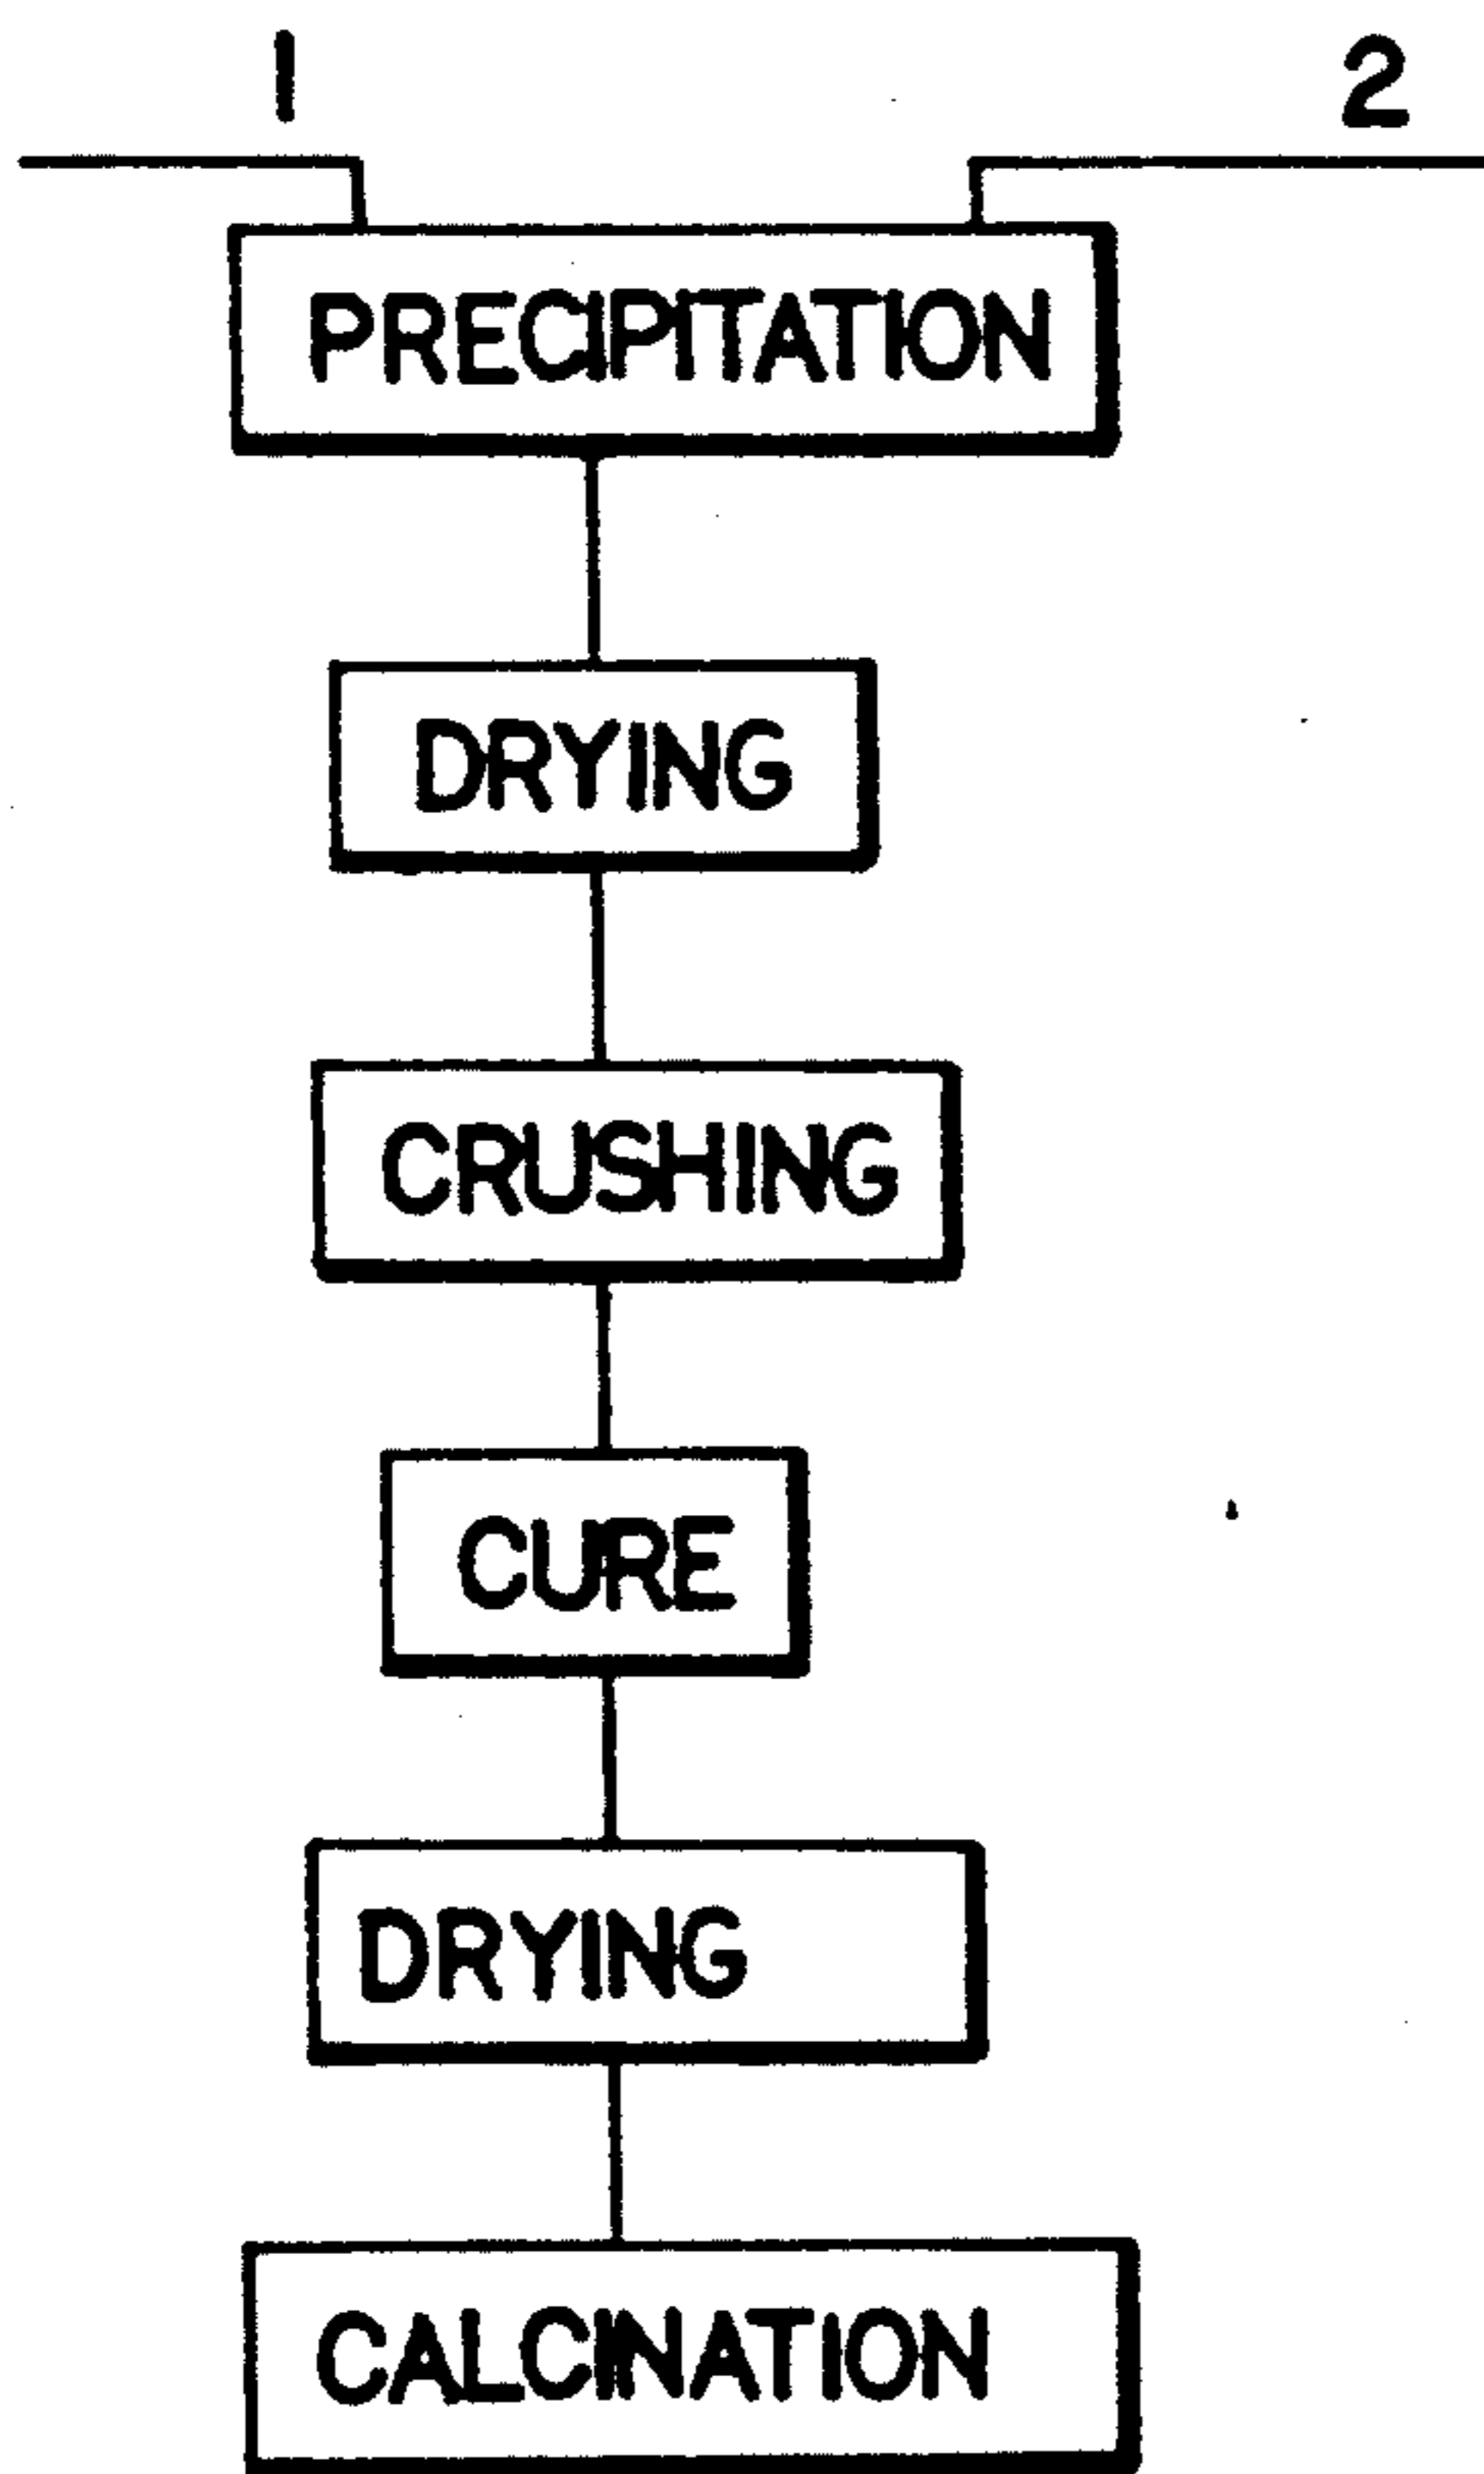 1 2
PRECIPITATION
DRYING
CRUSHING
CURE
DRYING
CALCINATION